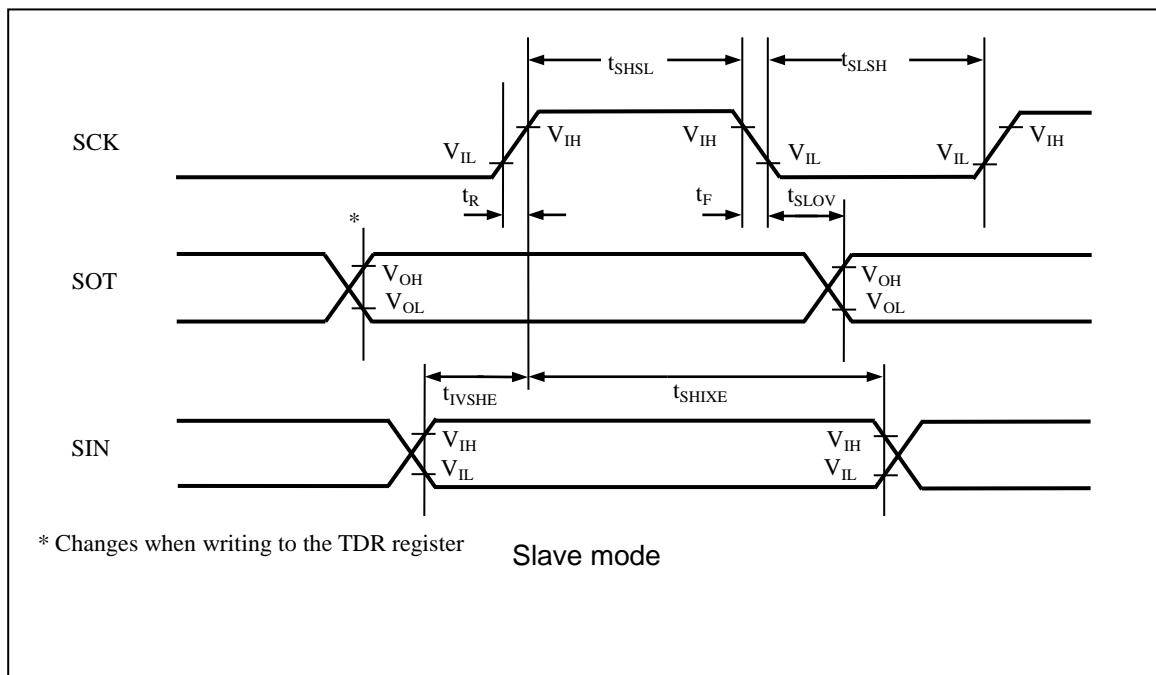 tSHSL
tSLSH
SCK
VIH
VIH
VIH
VIL
VIL
VIL
tR
tF
tSLOV
*
SOT
VOH
VOH
VOL
VOL
tIVSHE
tSHIXE
SIN
VIH
VIH
VIL
VIL
* Changes when writing to the TDR register
Slave mode